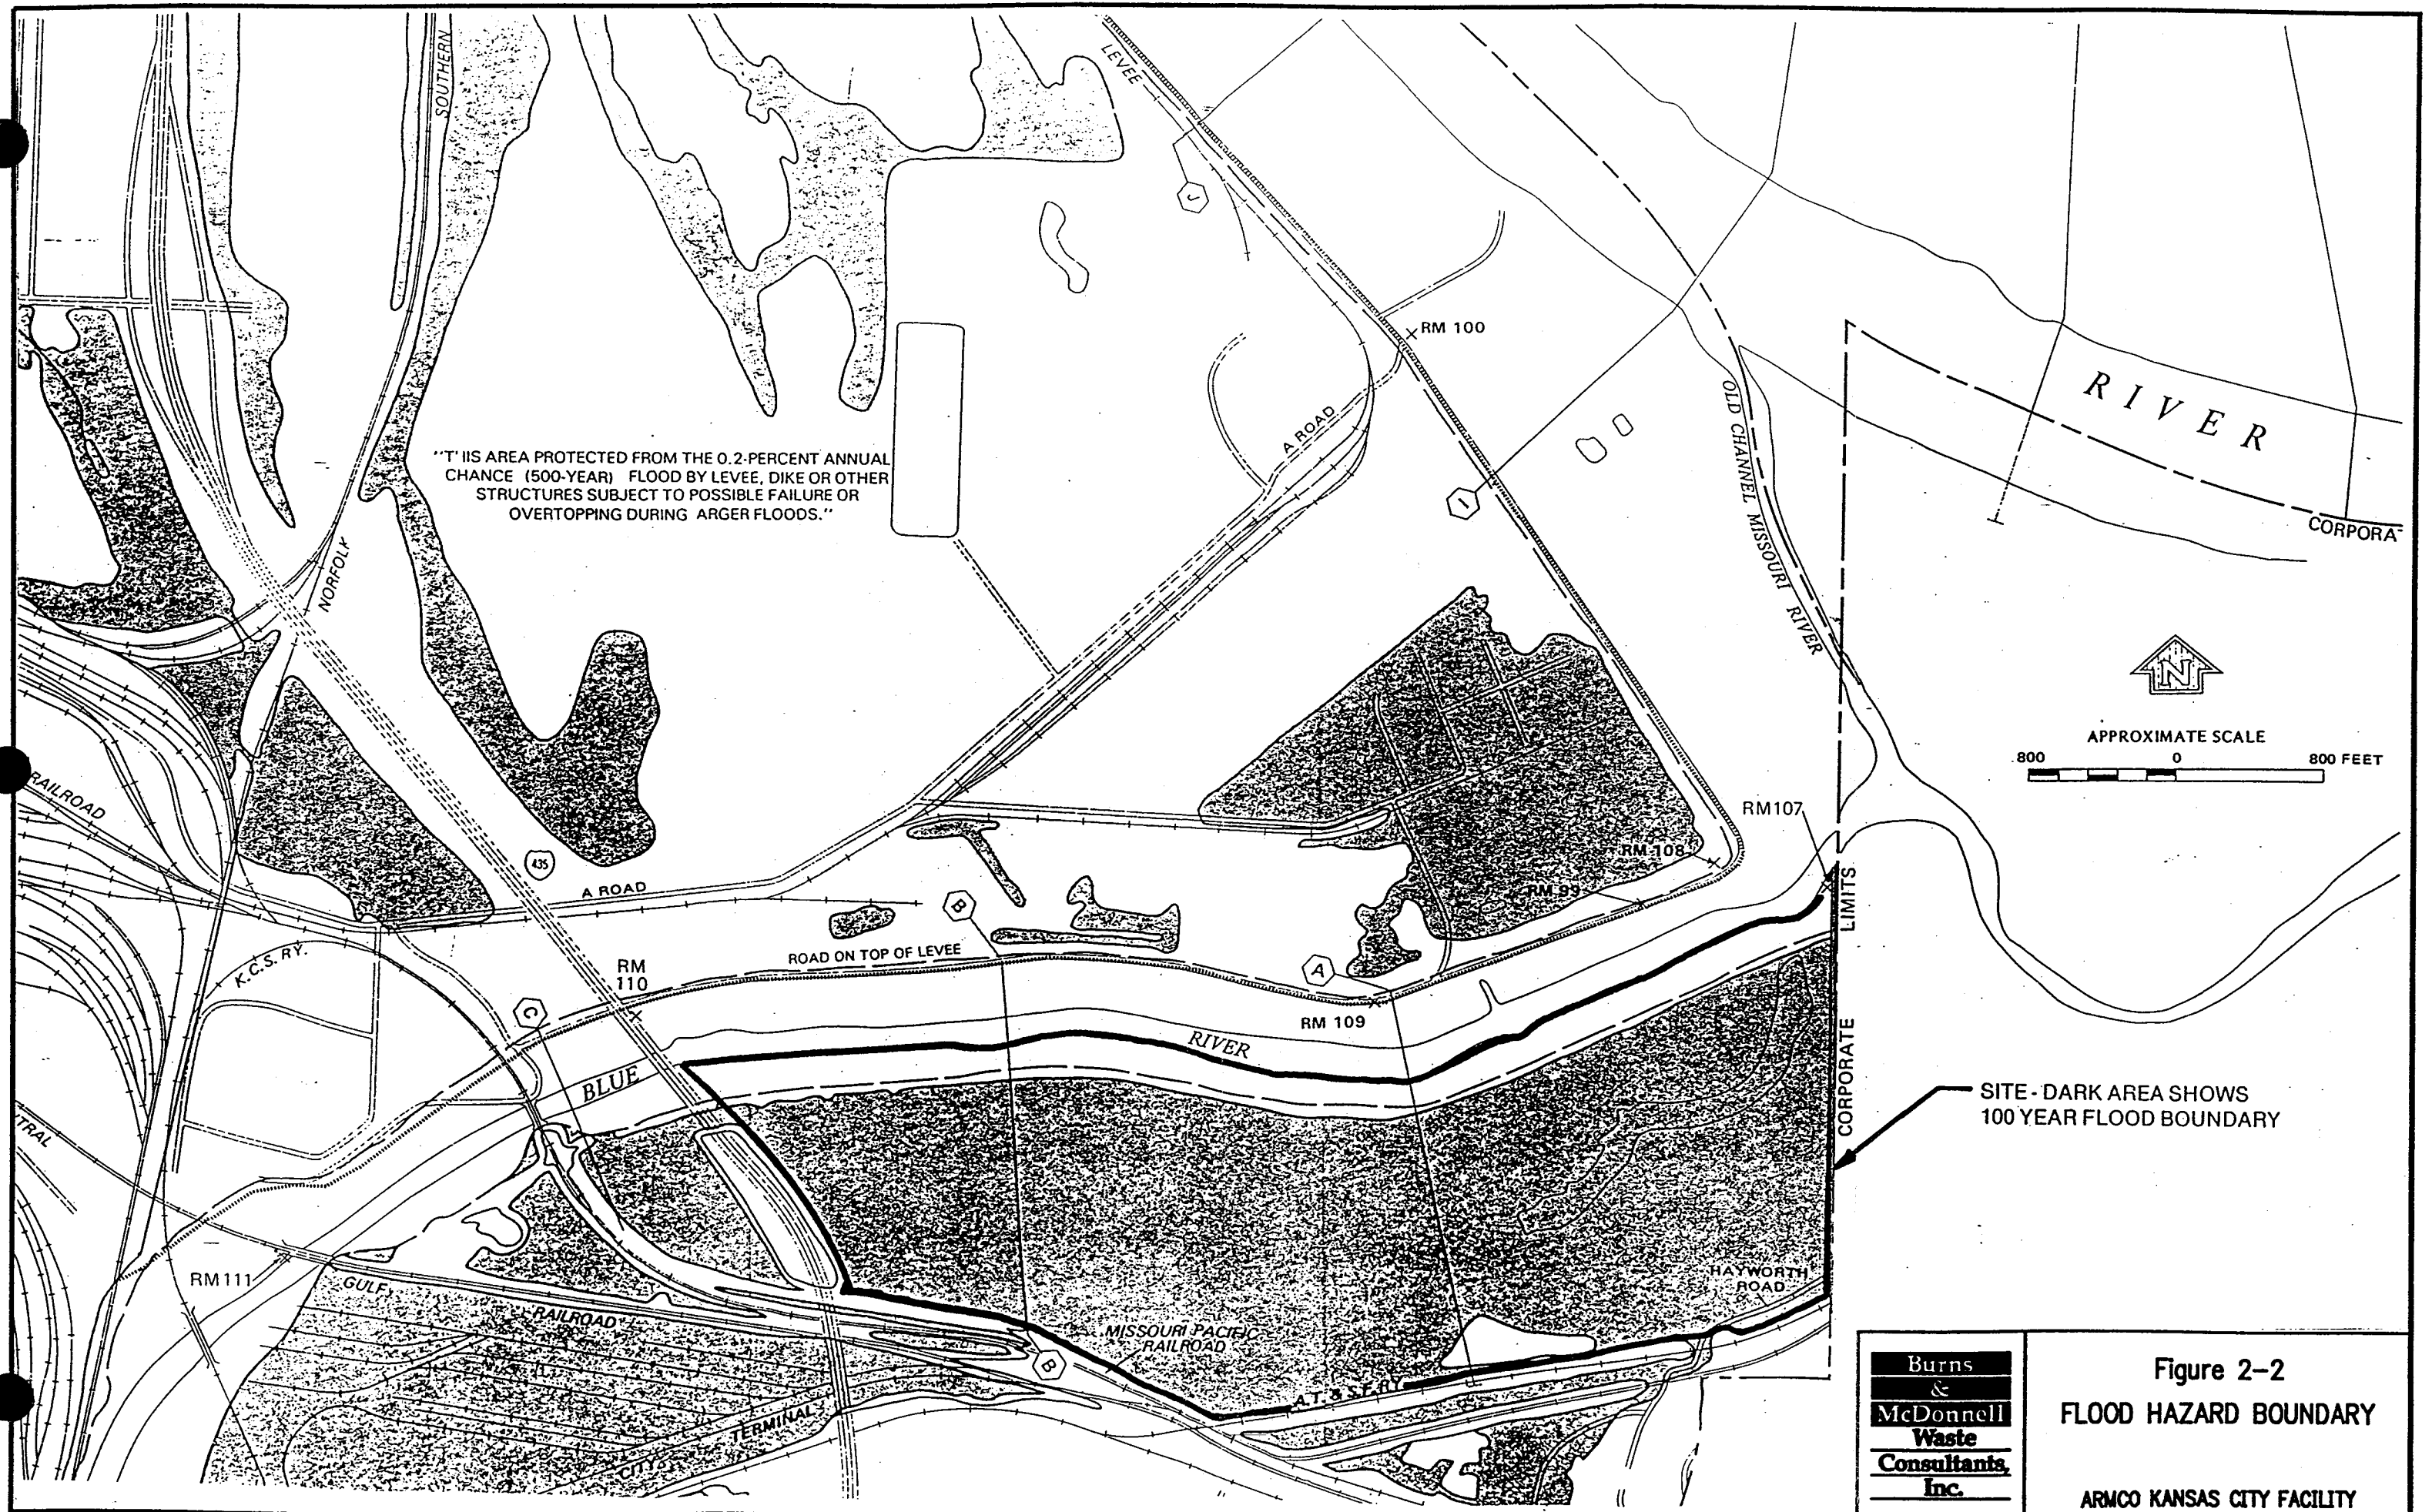 SOUTHERN
LEVEE
J
RM 100
RIVER
OLD CHANNEL MISSOURI RIVER
A ROAD
"T'IIS AREA PROTECTED FROM THE 0.2-PERCENT ANNUAL
CHANCE (500-YEAR) FLOOD BY LEVEE, DIKE OR OTHER
STRUCTURES SUBJECT TO POSSIBLE FAILURE OR
OVERTOPPING DURING ARGER FLOODS."
I
CORPORA
NORFOLK
N
APPROXIMATE SCALE
800 0 800 FEET
RAILROAD
RM107
435
RM 108
A ROAD
RM 99
B
LIMITS
K.C.S. RY.
ROAD ON TOP OF LEVEE
RM
110
A
C
RM 109
RIVER
CORPORATE
BLUE
SITE - DARK AREA SHOWS
100 YEAR FLOOD BOUNDARY
TRAL
RM111
GULF
HAYWORTH
ROAD
RAILROAD
MISSOURI PACIFIC
RAILROAD
B
A.T. & S.F. RY
TERMINAL
CITY
Burns
&
McDonnell
Waste
Consultants,
Inc.
Figure 2-2
FLOOD HAZARD BOUNDARY
ARMCO KANSAS CITY FACILITY